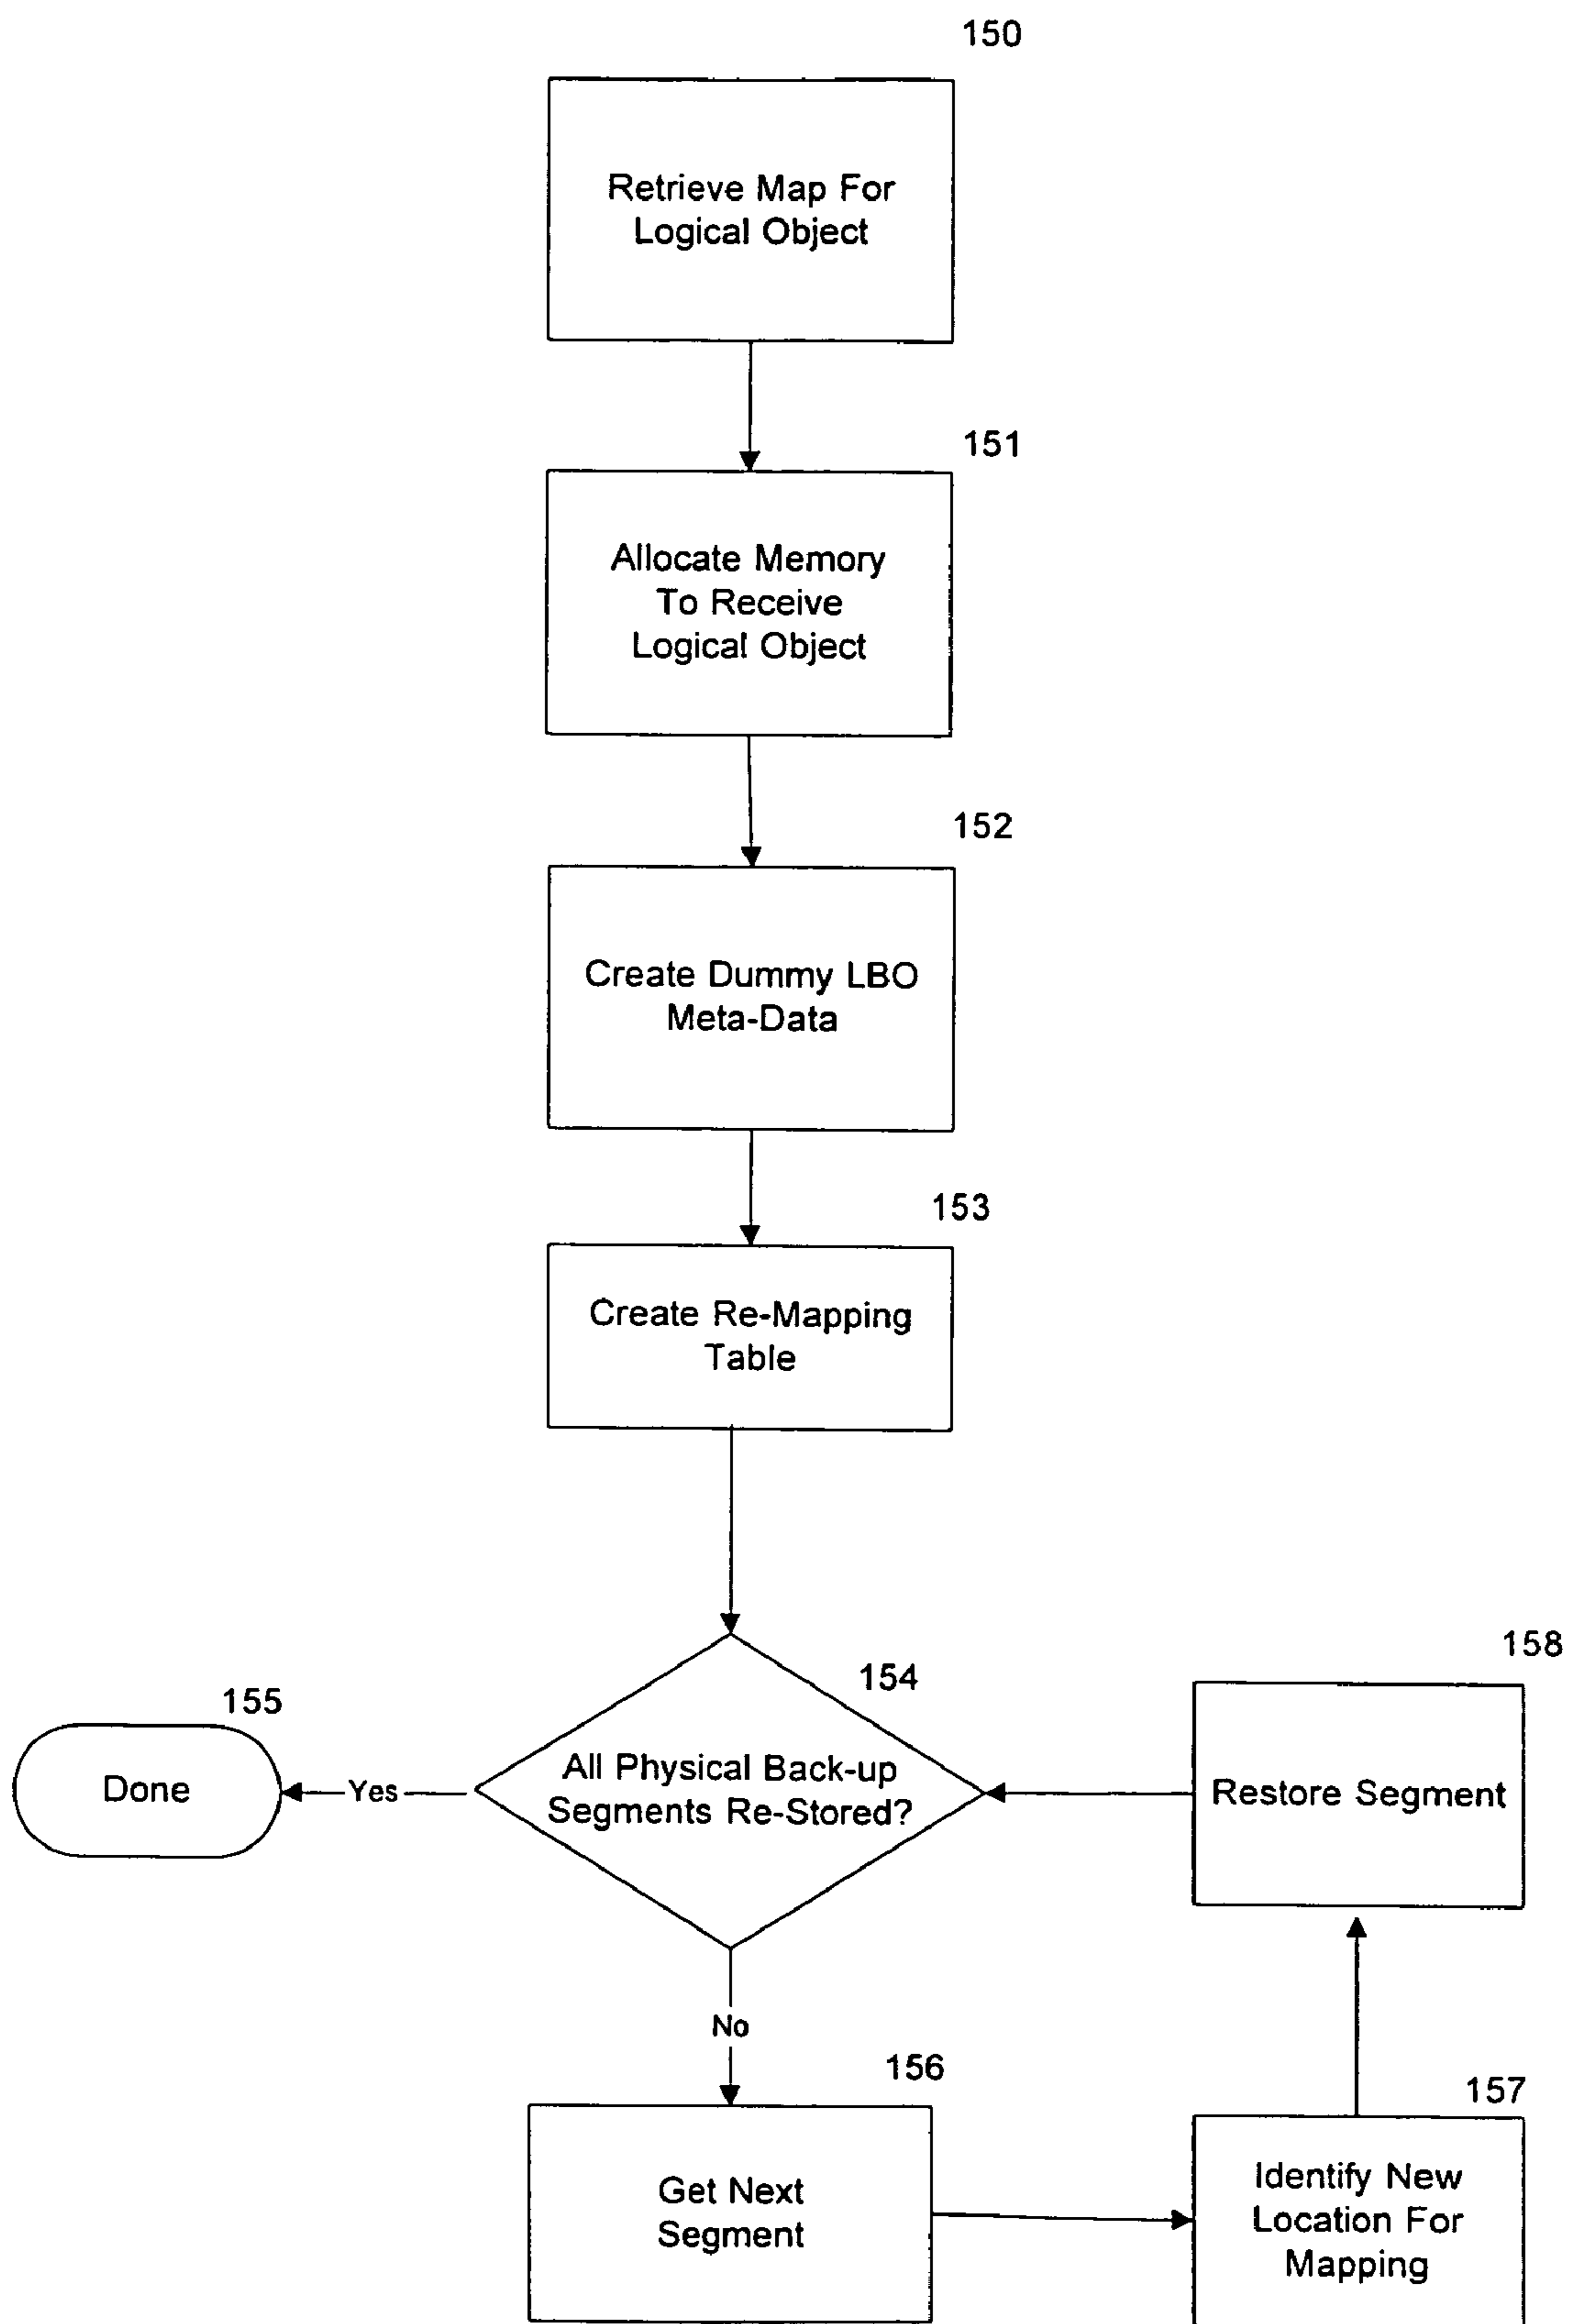 150
Retrieve Map For
Logical Object
151
Allocate Memory
To Receive
Logical Object
152
Create Dummy LBO
Meta-Data
153
Create Re-Mapping
Table
154
All Physical Back-up
Segments Re-Stored?
155
Done
Yes
158
Restore Segment
No
156
Get Next
Segment
157
Identify New
Location For
Mapping